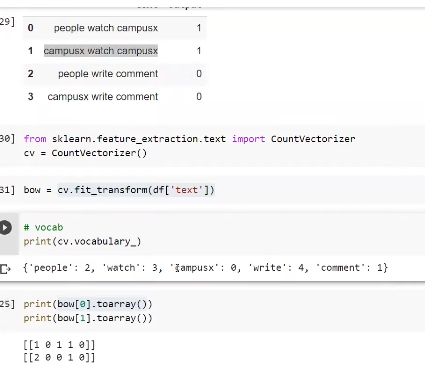 29]
0 people watch campusx 1
1 campusx watch campusx 1
2 people write comment 0
3 campusx write comment 0
30] from sklearn.feature_extraction.text import CountVectorizer
cv = CountVectorizer()
31] bow = cv.fit_transform(df['text'])
# vocab
print(cv.vocabulary_)
{'people': 2, 'watch': 3, 'campusx': 0, 'write': 4, 'comment': 1}
25] print(bow[0].toarray())
print(bow[1].toarray())
[[1 0 1 1 0]]
[[2 0 0 1 0]]